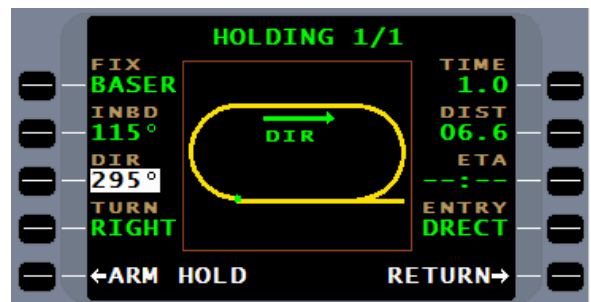 HOLDING 1/1
FIX
BASER
INBD
115°
DIR
295°
TURN
RIGHT
DIR
TIME
1.0
DIST
06.6
ETA
--:--
ENTRY
DRECT
←ARM HOLD
RETURN→